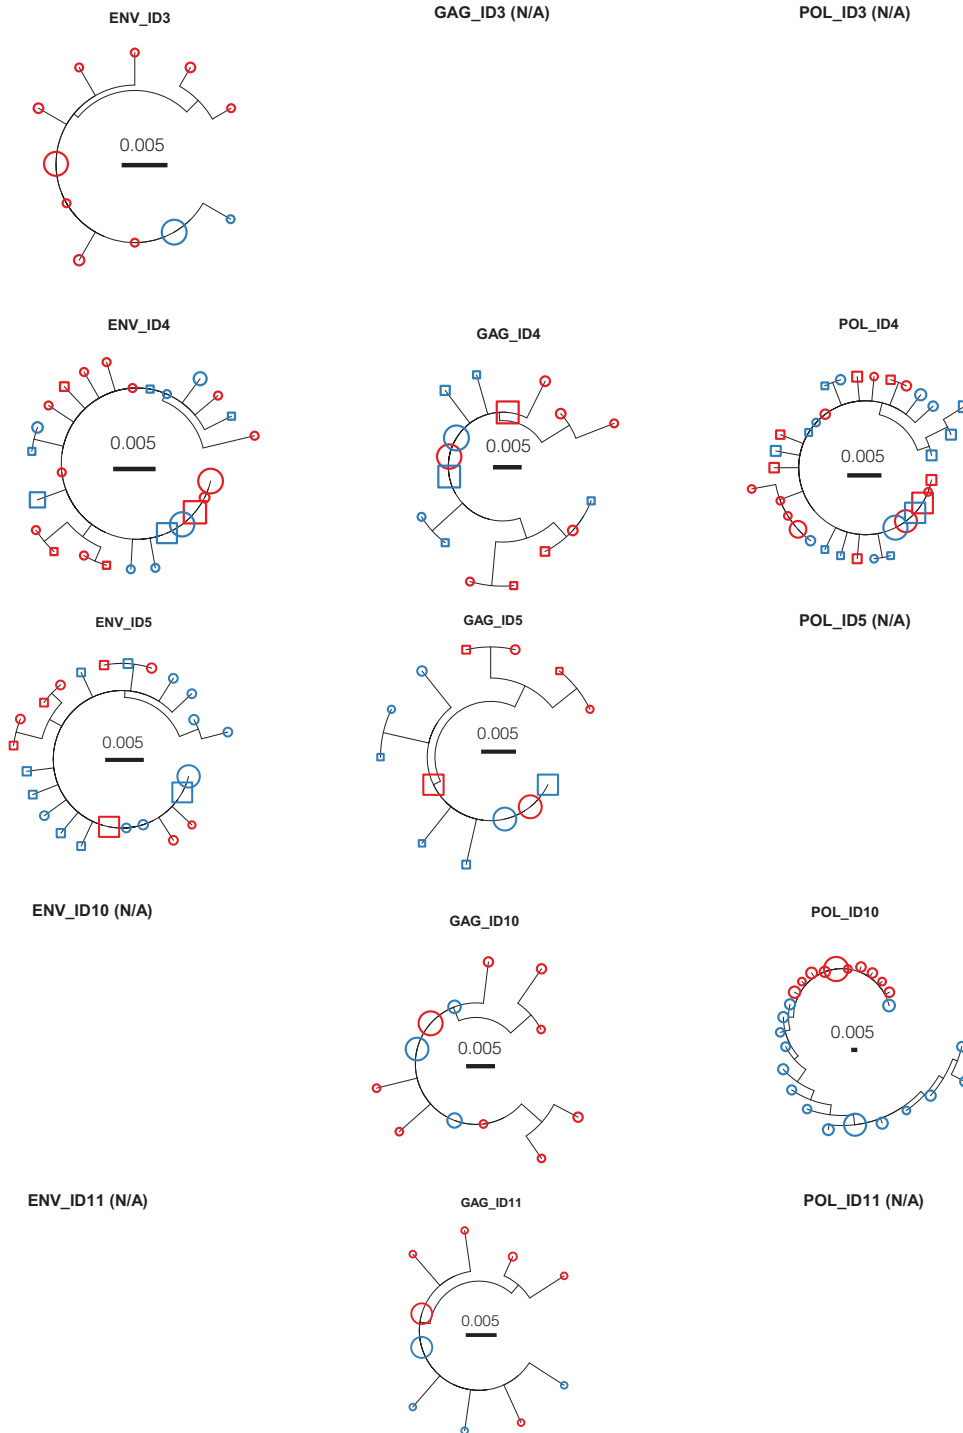 ENV_ID3
GAG_ID3 (N/A)
POL_ID3 (N/A)
0.005
ENV_ID4
GAG_ID4
POL_ID4
0.005
0.005
0.005
ENV_ID5
GAG_ID5
POL_ID5 (N/A)
0.005
0.005
ENV_ID10 (N/A)
GAG_ID10
POL_ID10
0.005
0.005
ENV_ID11 (N/A)
GAG_ID11
POL_ID11 (N/A)
0.005